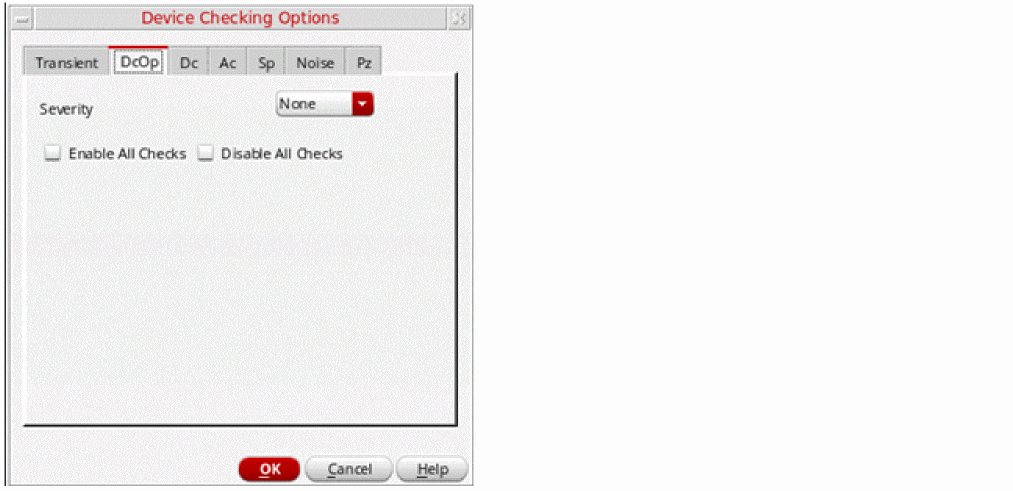 Device Checking Options
Transient DcOp Dc Ac Sp Noise Pz
Severity None
Enable All Checks Disable All Checks
OK Cancel Help